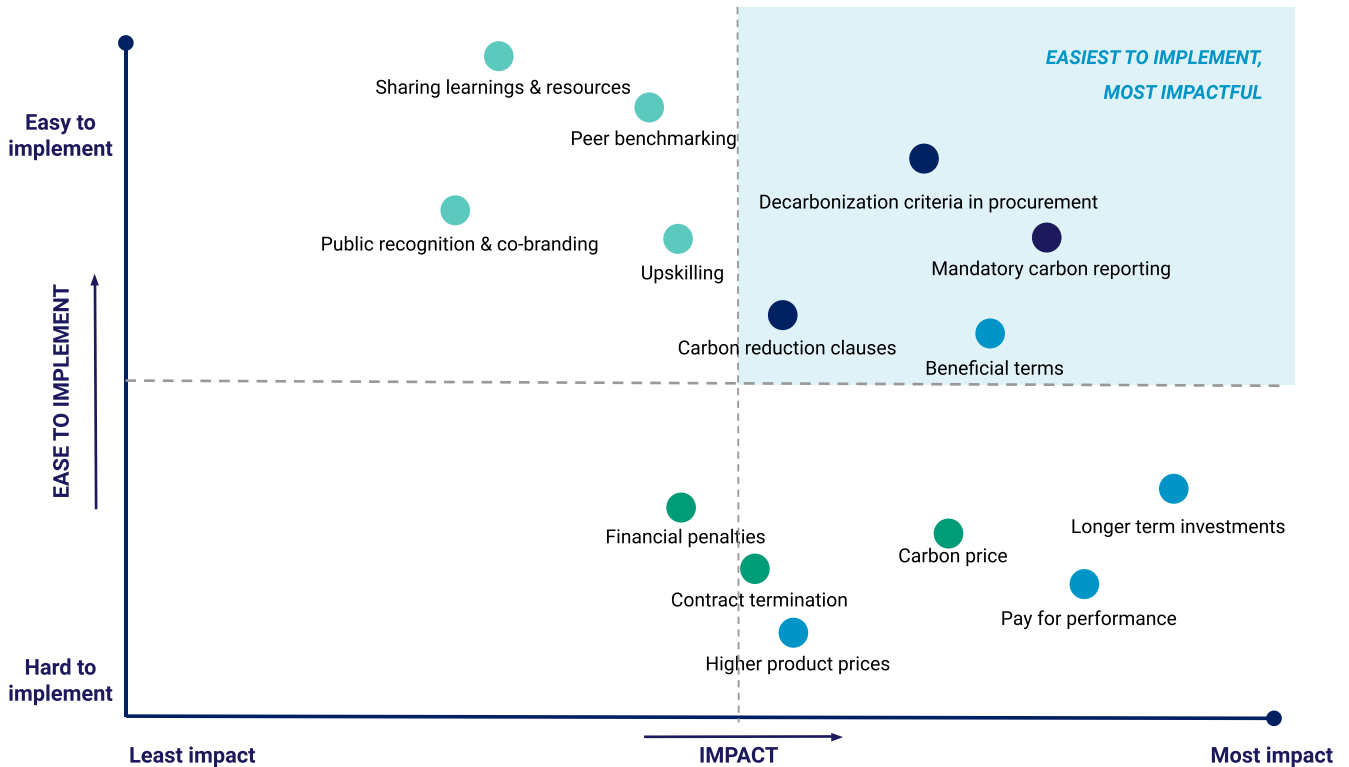 EASIEST TO IMPLEMENT,
MOST IMPACTFUL
Sharing learnings & resources
Easy to
implement
Peer benchmarking
Decarbonization criteria in procurement
Public recognition & co-branding
Upskilling
Mandatory carbon reporting
EASE TO IMPLEMENT
Carbon reduction clauses
Beneficial terms
Financial penalties
Longer term investments
Carbon price
Contract termination
Pay for performance
Higher product prices
Hard to
implement
Least impact
IMPACT
Most impact